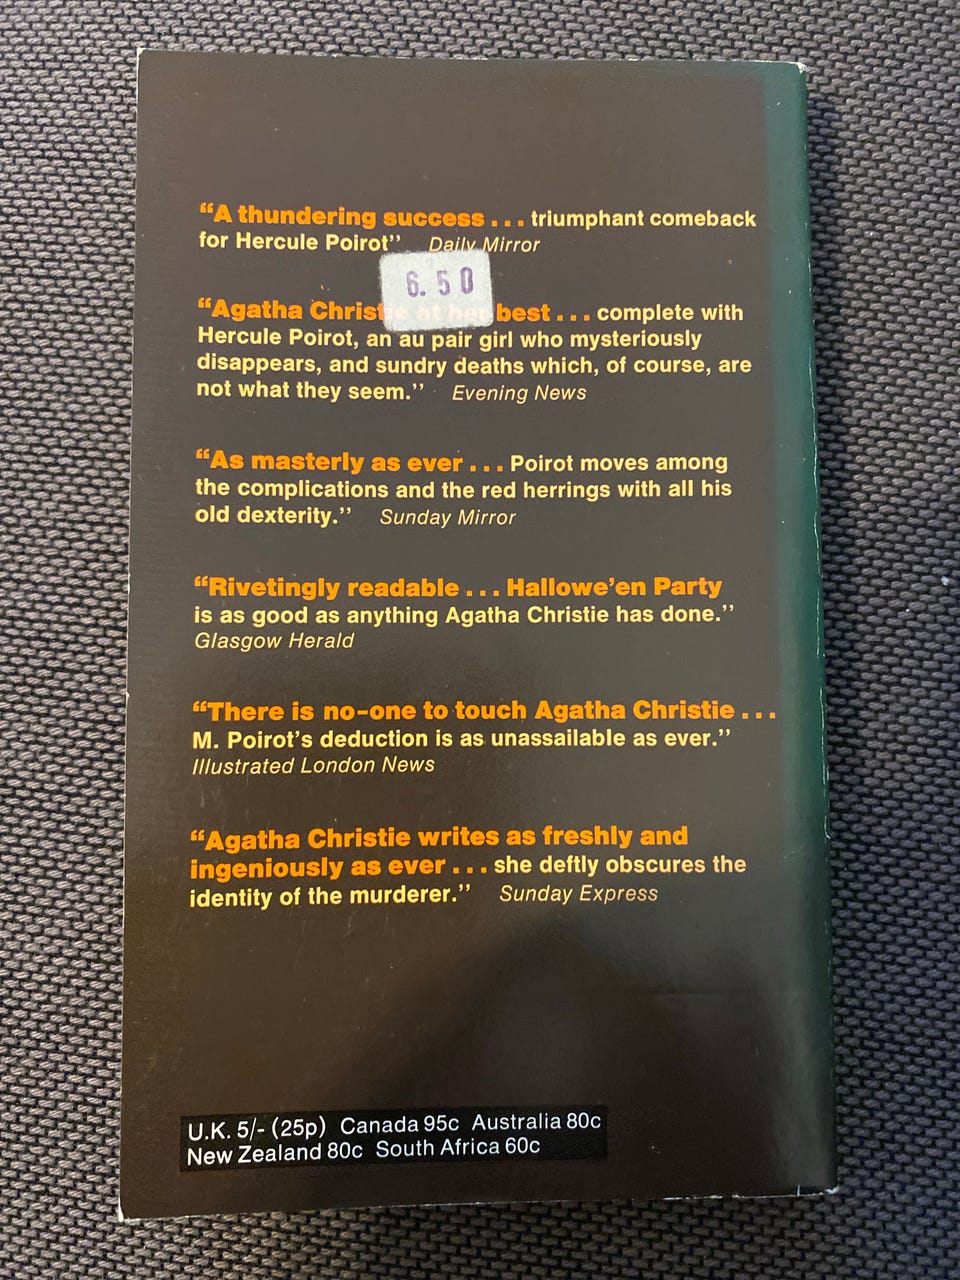 “A thundering success . . . triumphant comeback
for Hercule Poirot” Daily Mirror
6. 50
“Agatha Christie at her best . . . complete with
Hercule Poirot, an au pair girl who mysteriously
disappears, and sundry deaths which, of course, are
not what they seem.” Evening News
“As masterly as ever . . . Poirot moves among
the complications and the red herrings with all his
old dexterity.” Sunday Mirror
“Rivetingly readable . . . Hallowe’en Party
is as good as anything Agatha Christie has done.”
Glasgow Herald
“There is no-one to touch Agatha Christie . . .
M. Poirot’s deduction is as unassailable as ever.”
Illustrated London News
“Agatha Christie writes as freshly and
ingeniously as ever . . . she deftly obscures the
identity of the murderer.” Sunday Express
U.K. 5/- (25p) Canada 95c Australia 80c
New Zealand 80c South Africa 60c